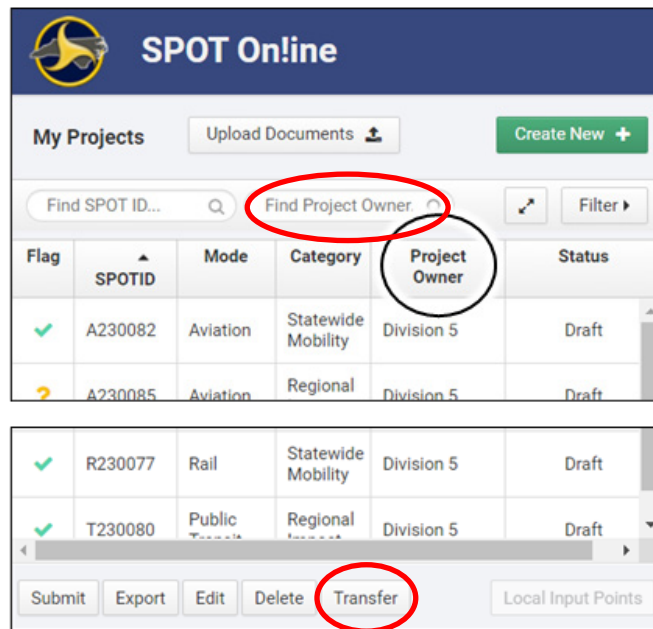 SPOT On!ine
My Projects Upload Documents Create New +
Find SPOT ID... Find Project Owner.
Filter
Flag SPOTID Mode Category Project Owner Status
A230082 Aviation Statewide Mobility Division 5 Draft
? A230085 Aviation Regional Division 5 Draft
R230077 Rail Statewide Mobility Division 5 Draft
T230080 Public Transit Regional Impact Division 5 Draft
Submit Export Edit Delete Transfer Local Input Points